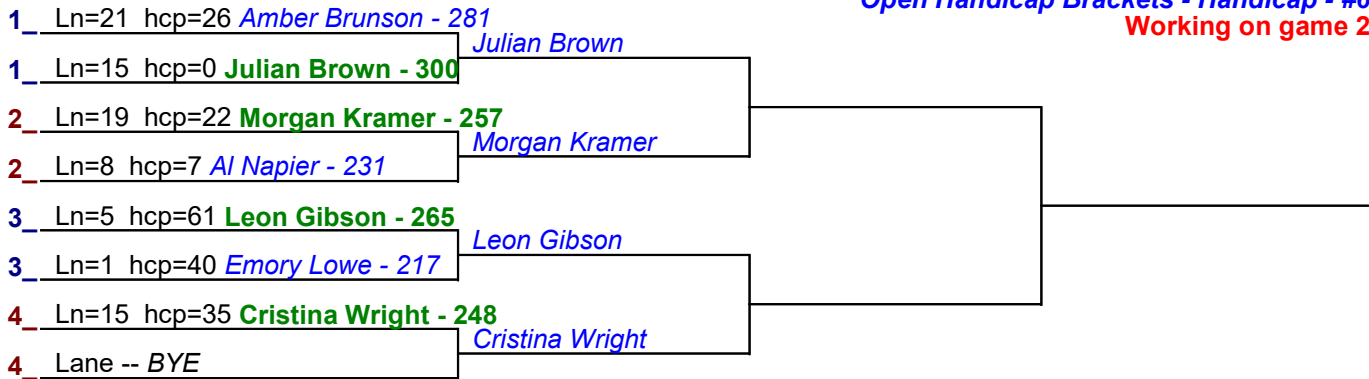 Open Handicap Brackets - Handicap - #6
Working on game 2
1_ Ln=21 hcp=26 Amber Brunson - 281
Julian Brown
1_ Ln=15 hcp=0 Julian Brown - 300
2_ Ln=19 hcp=22 Morgan Kramer - 257
Morgan Kramer
2_ Ln=8 hcp=7 Al Napier - 231
3_ Ln=5 hcp=61 Leon Gibson - 265
Leon Gibson
3_ Ln=1 hcp=40 Emory Lowe - 217
4_ Ln=15 hcp=35 Cristina Wright - 248
Cristina Wright
4_ Lane -- BYE